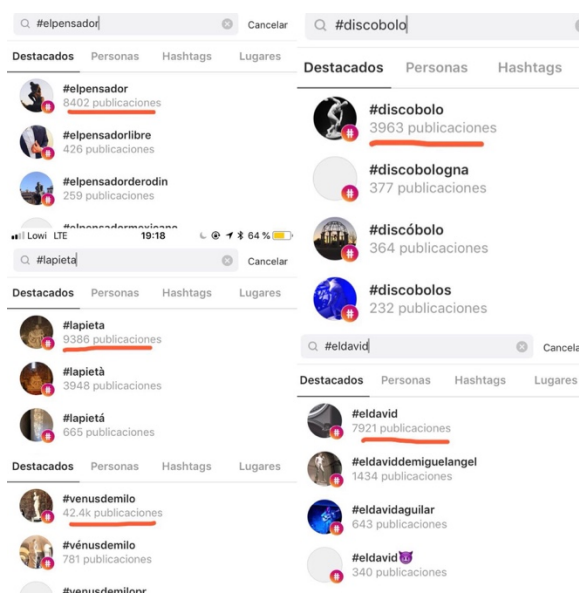 #elpensador
Cancelar
Destacados Personas Hashtags Lugares
#elpensador
8402 publicaciones
#elpensadorlibre
426 publicaciones
#elpensadorderodin
259 publicaciones
#elpensadormexicano
Lowi LTE 19:18 64 %
#lapieta
Cancelar
Destacados Personas Hashtags Lugares
#lapieta
9386 publicaciones
#lapietà
3948 publicaciones
#lapietá
665 publicaciones
Destacados Personas Hashtags Lugares
#venusdemilo
42.4k publicaciones
#vénusdemilo
781 publicaciones
#venusdemilopr
#discobolo
Destacados Personas Hashtags
#discobolo
3963 publicaciones
#discobologna
377 publicaciones
#discóbolo
364 publicaciones
#discobolos
232 publicaciones
#eldavid
Cancela
Destacados Personas Hashtags Lugares
#eldavid
7921 publicaciones
#eldaviddemiguelangel
1434 publicaciones
#eldavidaguilar
643 publicaciones
#eldavid😈
340 publicaciones